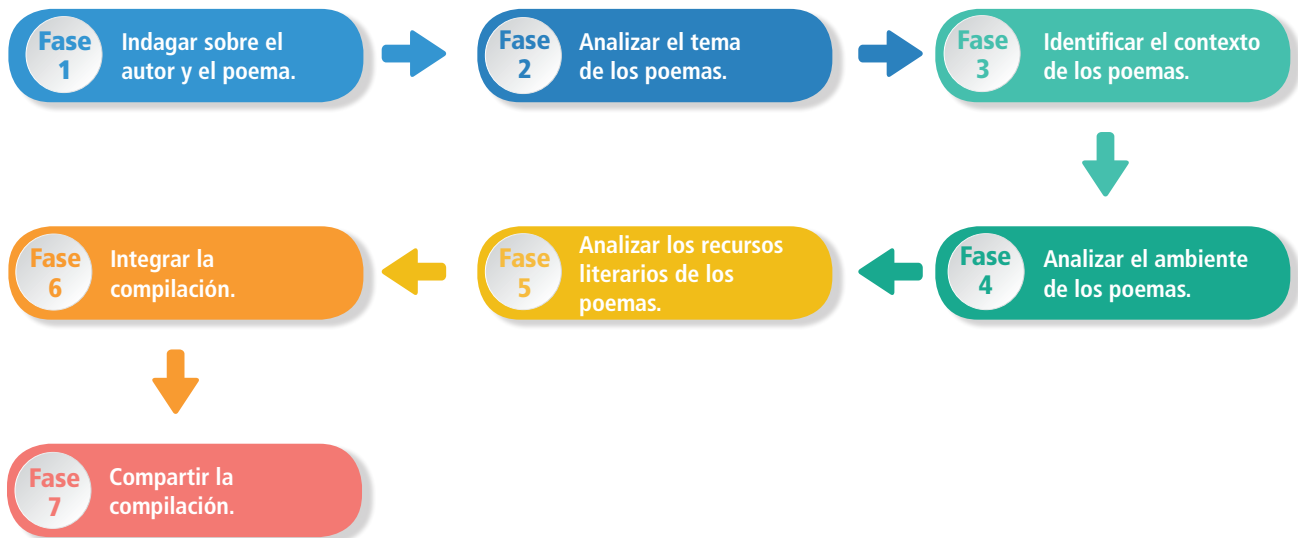 Fase
1
Indagar sobre el
autor y el poema.
Fase
2
Analizar el tema
de los poemas.
Fase
3
Identificar el contexto
de los poemas.
Fase
4
Analizar el ambiente
de los poemas.
Fase
5
Analizar los recursos
literarios de los
poemas.
Fase
6
Integrar la
compilación.
Fase
7
Compartir la
compilación.